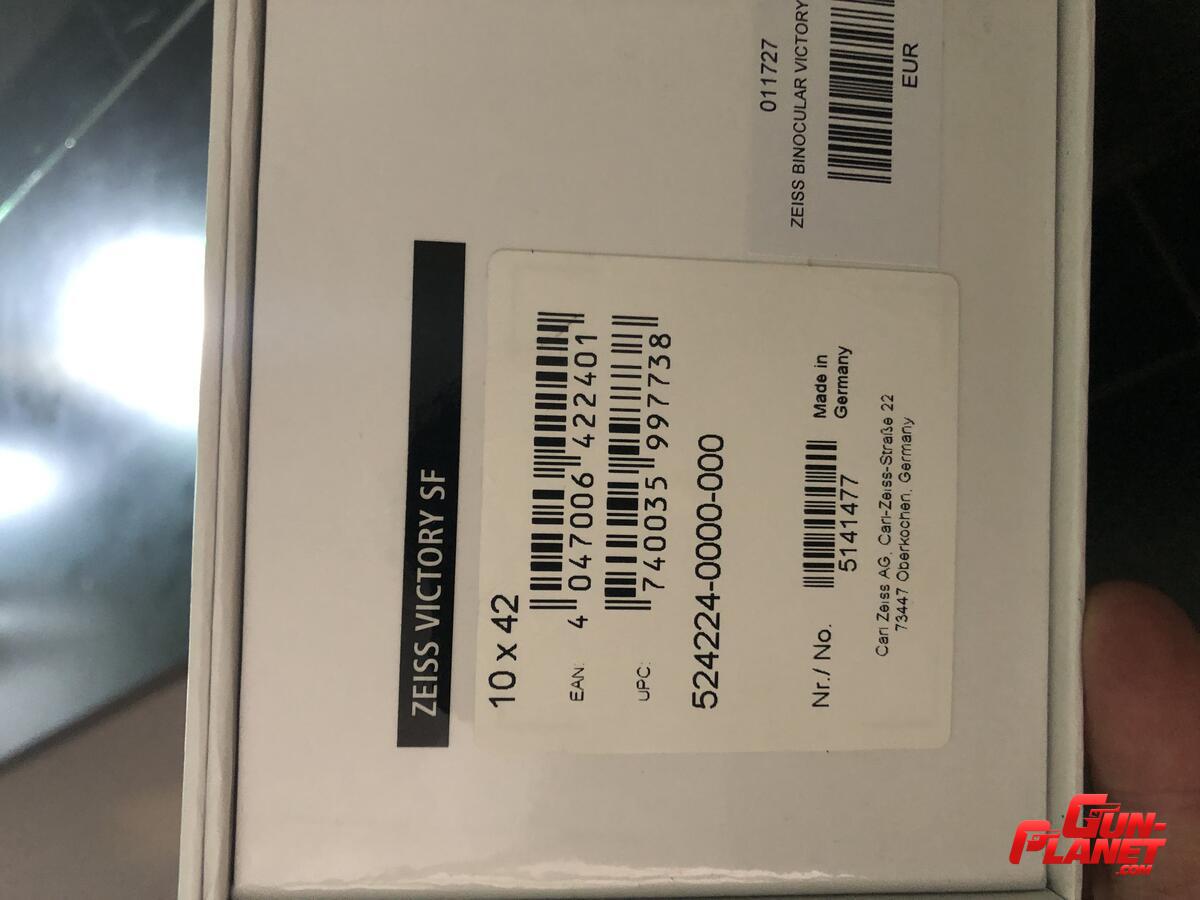 ZEISS VICTORY SF
10 x 42
EAN: 4 047006 422401
UPC: 740035 997738
524224-0000-000
Nr./ No. 5141477
Made in
Germany
Carl Zeiss AG, Carl-Zeiss-Straße 22
73447 Oberkochen, Germany
011727
ZEISS BINOCULAR VICTORY
EUR
GUN-
PLANET
.COM